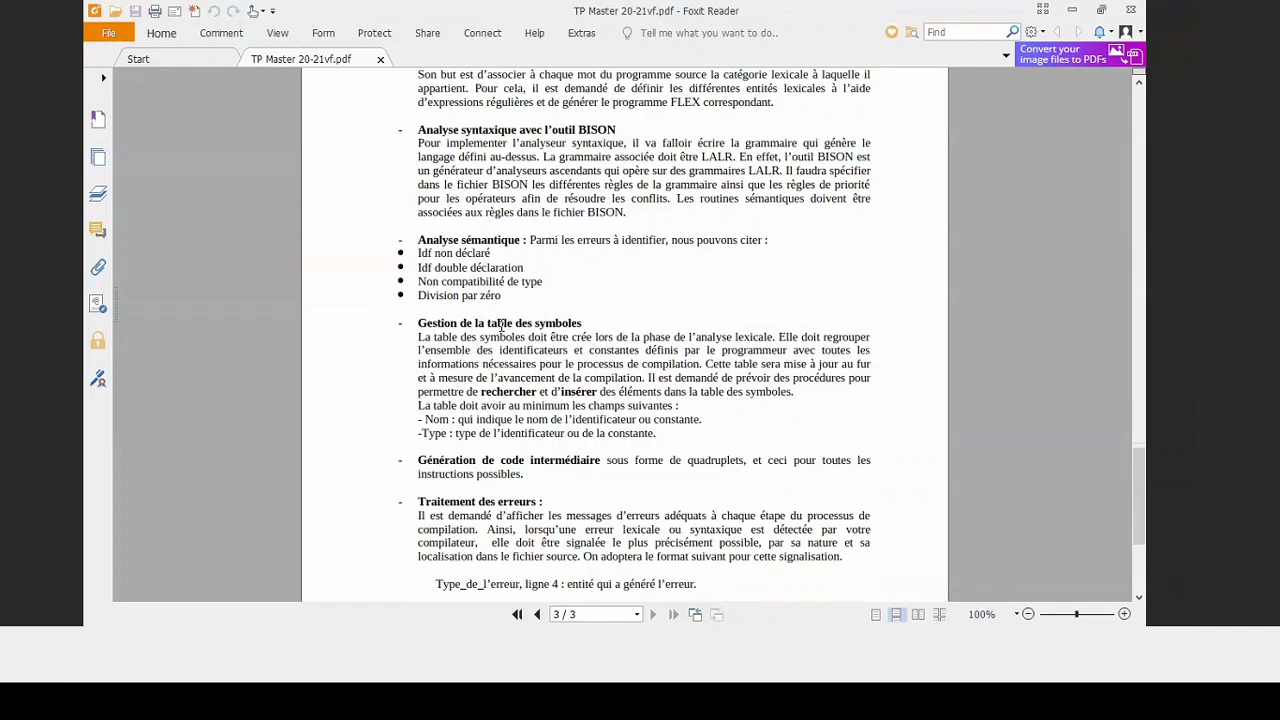 TP Master 20-21vf.pdf - Foxit Reader
File Home Comment View Form Protect Share Connect Help Extras Tell me what you want to do.. Find
Start TP Master 20-21vf.pdf
Convert your
image files to PDFs
Son but est d’associer à chaque mot du programme source la catégorie lexicale à laquelle il
appartient. Pour cela, il est demandé de définir les différentes entités lexicales à l’aide
d’expressions régulières et de générer le programme FLEX correspondant.
- Analyse syntaxique avec l’outil BISON
Pour implementer l’analyseur syntaxique, il va falloir écrire la grammaire qui génère le
langage défini au-dessus. La grammaire associée doit être LALR. En effet, l’outil BISON est
un générateur d’analyseurs ascendants qui opère sur des grammaires LALR. Il faudra spécifier
dans le fichier BISON les différentes règles de la grammaire ainsi que les règles de priorité
pour les opérateurs afin de résoudre les conflits. Les routines sémantiques doivent être
associées aux règles dans le fichier BISON.
- Analyse sémantique : Parmi les erreurs à identifier, nous pouvons citer :
• Idf non déclaré
• Idf double déclaration
• Non compatibilité de type
• Division par zéro
- Gestion de la table des symboles
La table des symboles doit être crée lors de la phase de l’analyse lexicale. Elle doit regrouper
l’ensemble des identificateurs et constantes définis par le programmeur avec toutes les
informations nécessaires pour le processus de compilation. Cette table sera mise à jour au fur
et à mesure de l’avancement de la compilation. Il est demandé de prévoir des procédures pour
permettre de rechercher et d’insérer des éléments dans la table des symboles.
La table doit avoir au minimum les champs suivantes :
- Nom : qui indique le nom de l’identificateur ou constante.
-Type : type de l’identificateur ou de la constante.
- Génération de code intermédiaire sous forme de quadruplets, et ceci pour toutes les
instructions possibles.
- Traitement des erreurs :
Il est demandé d’afficher les messages d’erreurs adéquats à chaque étape du processus de
compilation. Ainsi, lorsqu’une erreur lexicale ou syntaxique est détectée par votre
compilateur, elle doit être signalée le plus précisément possible, par sa nature et sa
localisation dans le fichier source. On adoptera le format suivant pour cette signalisation.
Type_de_l’erreur, ligne 4 : entité qui a généré l’erreur.
3 / 3
100%